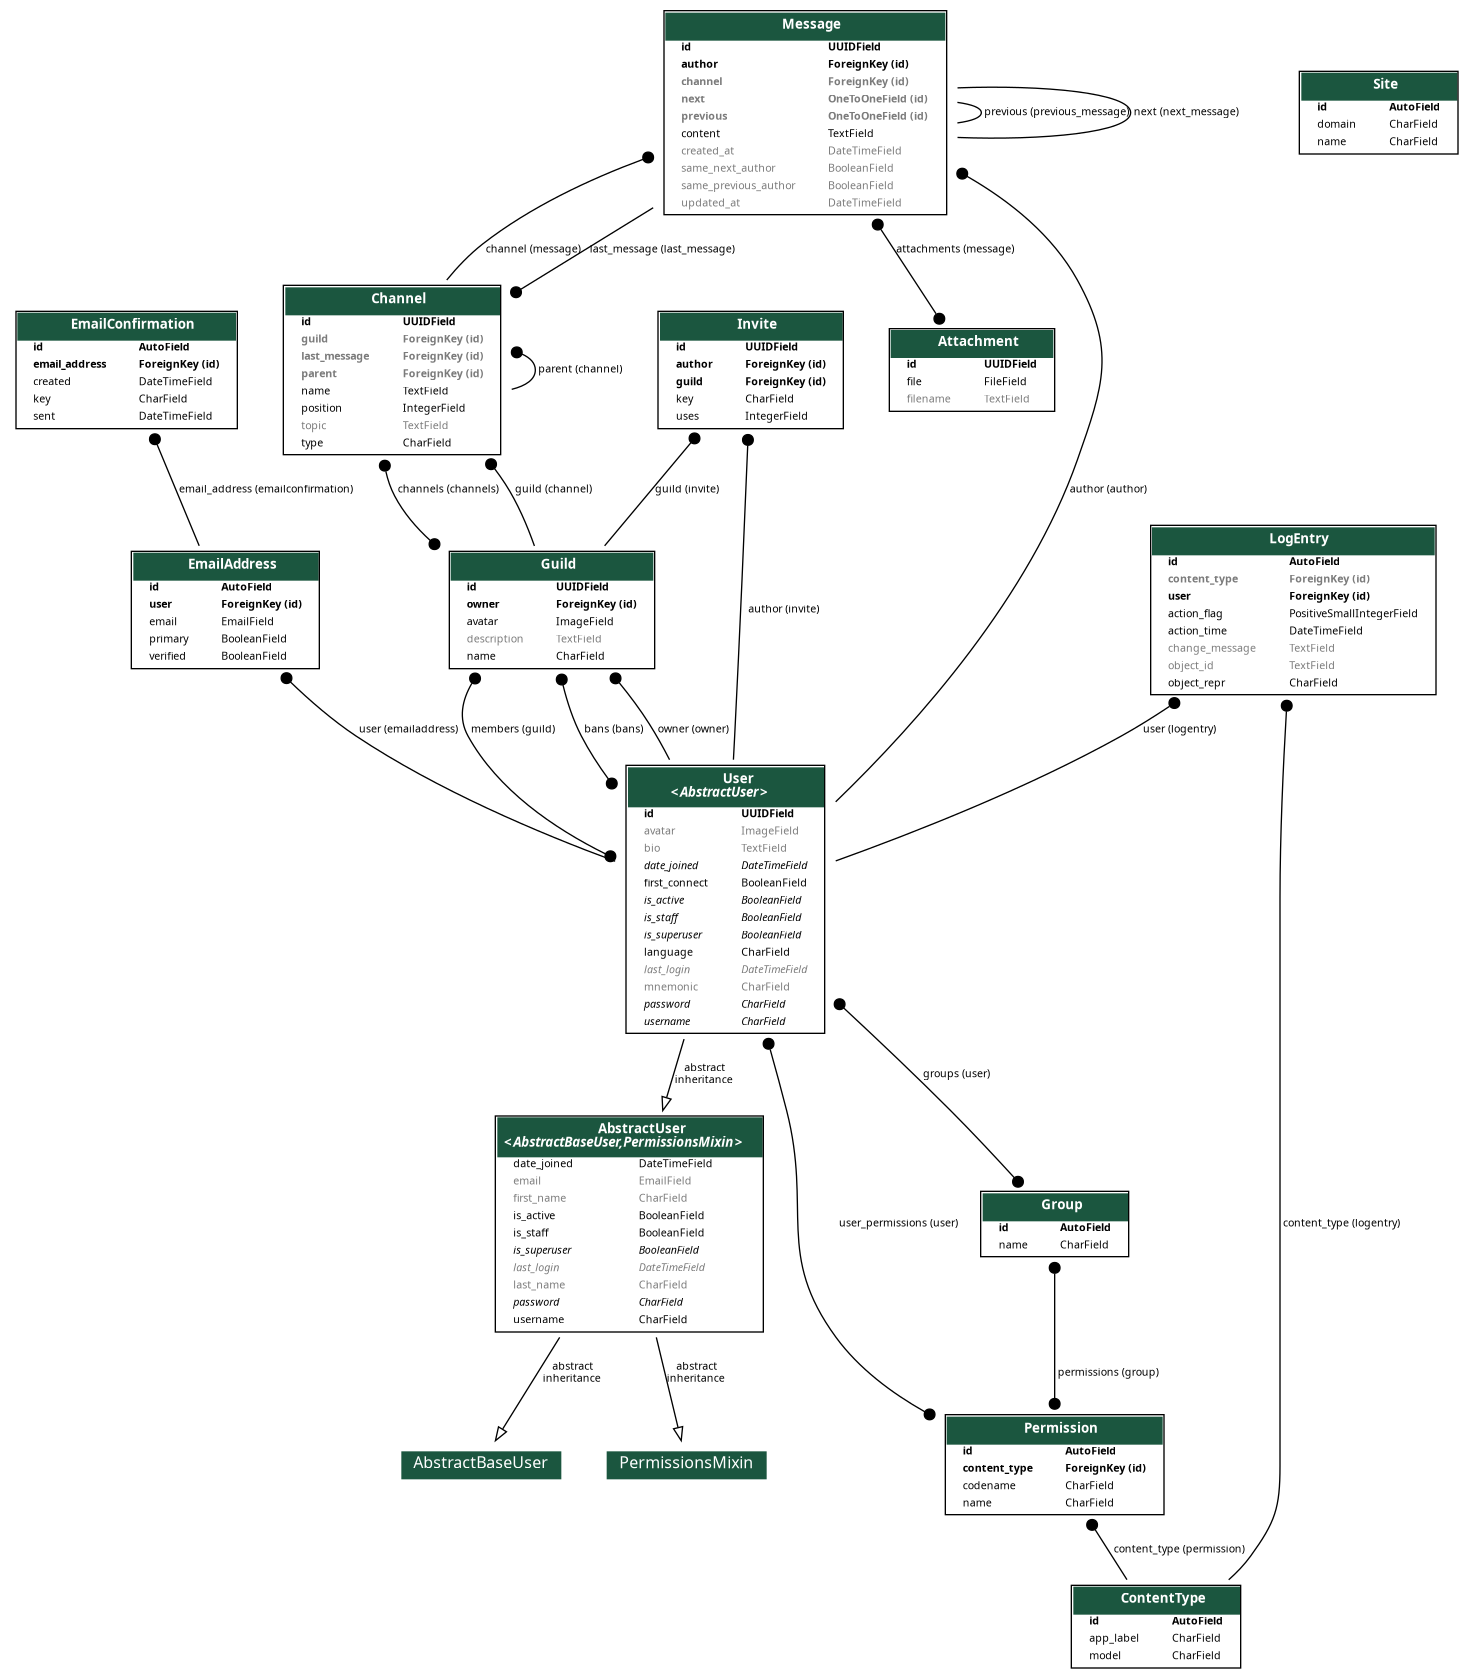 Message
id UUIDField
author ForeignKey (id)
channel ForeignKey (id)
next OneToOneField (id)
previous OneToOneField (id)
content TextField
created_at DateTimeField
same_next_author BooleanField
same_previous_author BooleanField
updated_at DateTimeField
previous (previous_message)
next (next_message)
Site
id AutoField
domain CharField
name CharField
channel (message)
last_message (last_message)
attachments (message)
EmailConfirmation
id AutoField
email_address ForeignKey (id)
created DateTimeField
key CharField
sent DateTimeField
Channel
id UUIDField
guild ForeignKey (id)
last_message ForeignKey (id)
parent ForeignKey (id)
name TextField
position IntegerField
topic TextField
type CharField
parent (channel)
Invite
id UUIDField
author ForeignKey (id)
guild ForeignKey (id)
key CharField
uses IntegerField
Attachment
id UUIDField
file FileField
filename TextField
email_address (emailconfirmation)
channels (channels)
guild (channel)
guild (invite)
author (author)
EmailAddress
id AutoField
user ForeignKey (id)
email EmailField
primary BooleanField
verified BooleanField
Guild
id UUIDField
owner ForeignKey (id)
avatar ImageField
description TextField
name CharField
author (invite)
LogEntry
id AutoField
content_type ForeignKey (id)
user ForeignKey (id)
action_flag PositiveSmallIntegerField
action_time DateTimeField
change_message TextField
object_id TextField
object_repr CharField
user (emailaddress)
members (guild)
bans (bans)
owner (owner)
user (logentry)
User
<AbstractUser>
id UUIDField
avatar ImageField
bio TextField
date_joined DateTimeField
first_connect BooleanField
is_active BooleanField
is_staff BooleanField
is_superuser BooleanField
language CharField
last_login DateTimeField
mnemonic CharField
password CharField
username CharField
abstract
inheritance
groups (user)
AbstractUser
<AbstractBaseUser,PermissionsMixin>
date_joined DateTimeField
email EmailField
first_name CharField
is_active BooleanField
is_staff BooleanField
is_superuser BooleanField
last_login DateTimeField
last_name CharField
password CharField
username CharField
user_permissions (user)
Group
id AutoField
name CharField
content_type (logentry)
abstract
inheritance
abstract
inheritance
permissions (group)
AbstractBaseUser
PermissionsMixin
Permission
id AutoField
content_type ForeignKey (id)
codename CharField
name CharField
content_type (permission)
ContentType
id AutoField
app_label CharField
model CharField